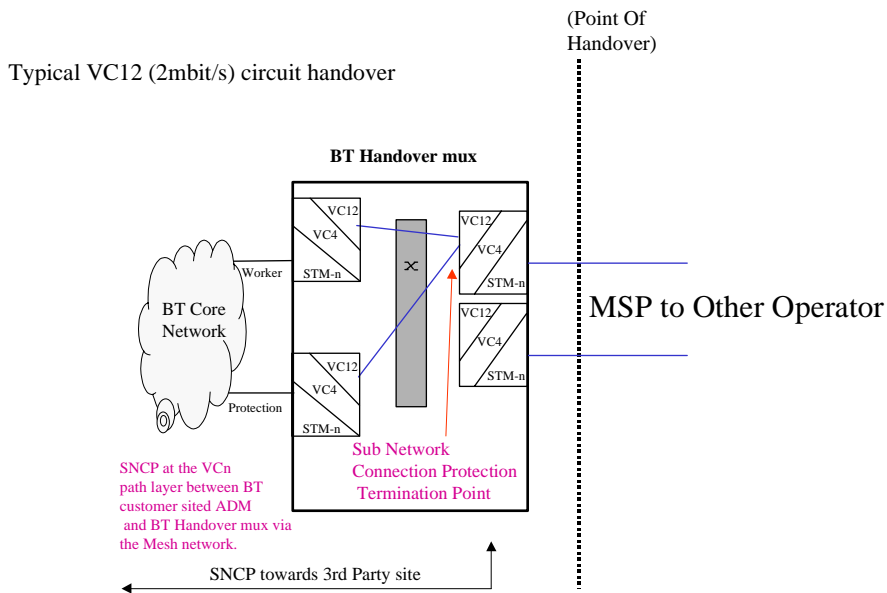 (Point Of
Handover)
Typical VC12 (2mbit/s) circuit handover
BT Handover mux
VC12
VC4
STM-n
VC12
VC4
STM-n
Worker
BT Core
Network
MSP to Other Operator
VC12
VC4
STM-n
VC12
VC4
STM-n
Protection
Sub Network
Connection Protection
Termination Point
SNCP at the VCn
path layer between BT
customer sited ADM
and BT Handover mux via
the Mesh network.
SNCP towards 3rd Party site